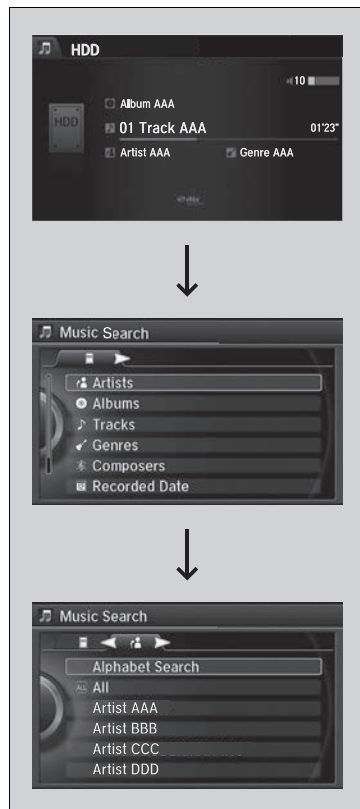 HDD
10
HDD
Album AAA
01 Track AAA
01'23"
Artist AAA
Genre AAA
Music Search
Artists
Albums
Tracks
Genres
Composers
Recorded Date
Music Search
Alphabet Search
ALL All
Artist AAA
Artist BBB
Artist CCC
Artist DDD